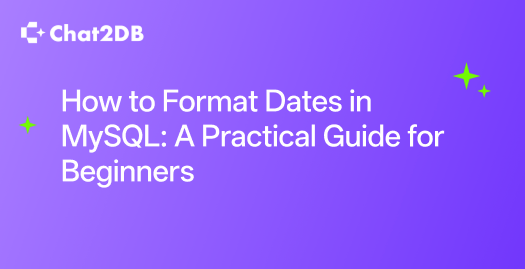 Chat2DB
How to Format Dates in
MySQL: A Practical Guide for
Beginners